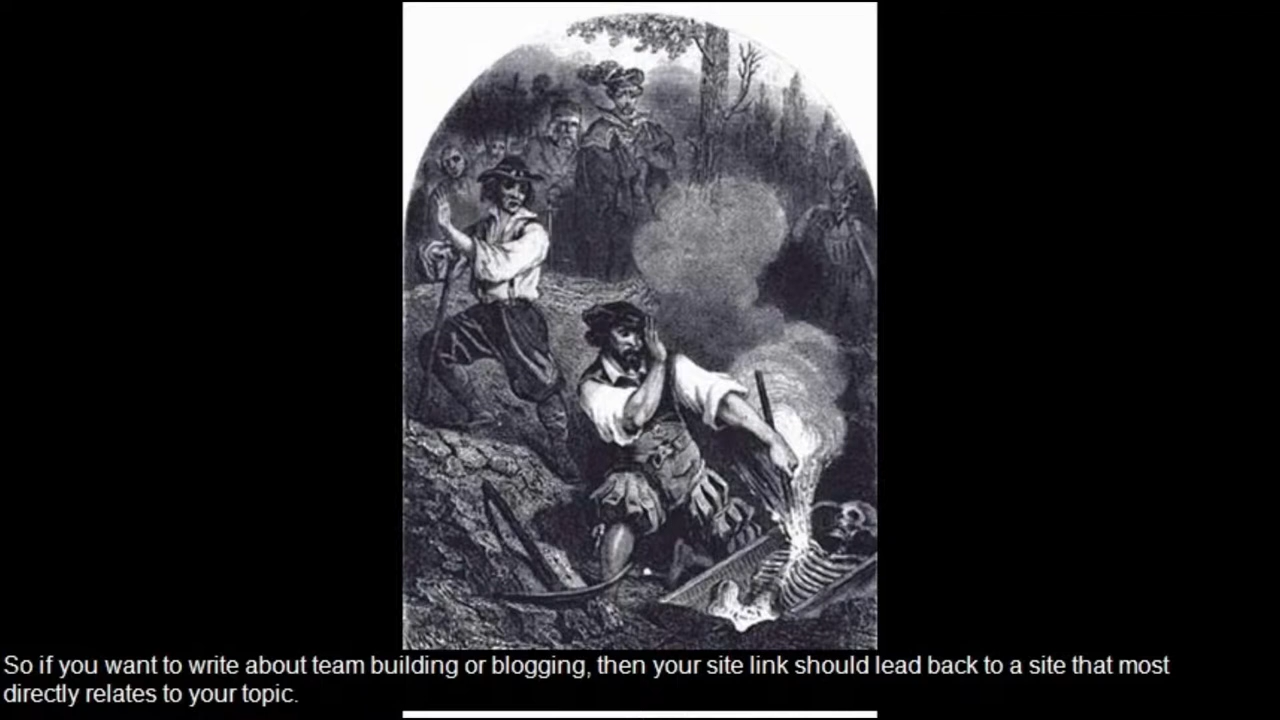 So if you want to write about team building or blogging, then your site link should lead back to a site that most
directly relates to your topic.